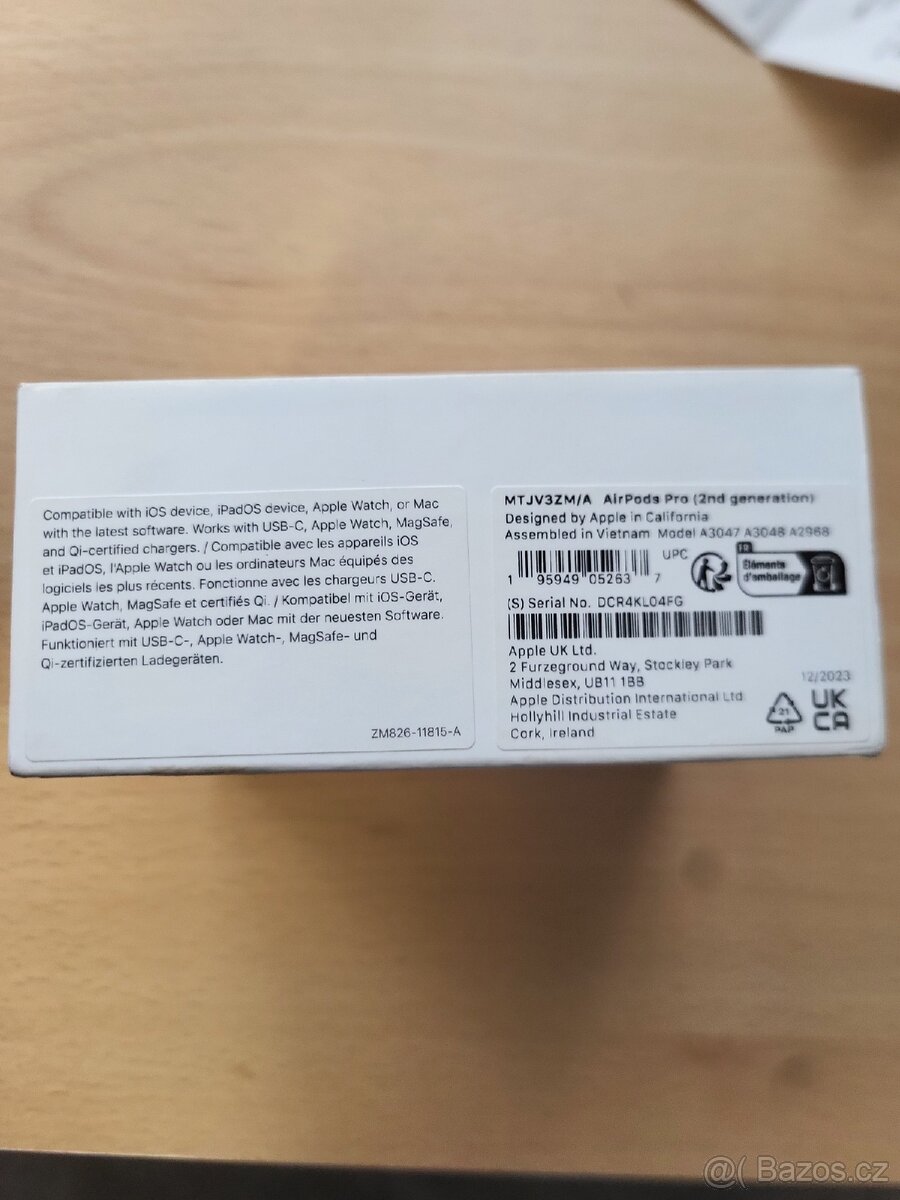 Compatible with iOS device, iPadOS device, Apple Watch, or Mac
with the latest software. Works with USB-C, Apple Watch, MagSafe,
and Qi-certified chargers. / Compatible avec les appareils iOS
et iPadOS, l'Apple Watch ou les ordinateurs Mac équipés des
logiciels les plus récents. Fonctionne avec les chargeurs USB-C.
Apple Watch, MagSafe et certifiés Qi. / Kompatibel mit iOS-Gerät,
iPadOS-Gerät, Apple Watch oder Mac mit der neuesten Software.
Funktioniert mit USB-C-, Apple Watch-, MagSafe- und
Qi-zertifizierten Ladegeräten.
ZM826-11815-A
MTJV3ZM/A AirPods Pro (2nd generation)
Designed by Apple in California
Assembled in Vietnam Model A3047 A3048 A2968
UPC
1 95949 05263 7
FR
Éléments
d'emballage
(S) Serial No. DCR4KL04FG
Apple UK Ltd.
2 Furzeground Way, Stockley Park
Middlesex, UB11 1BB
Apple Distribution International Ltd
Hollyhill Industrial Estate
Cork, Ireland
12/2023
21
PAP
UK
CA
@( Bazos.cz